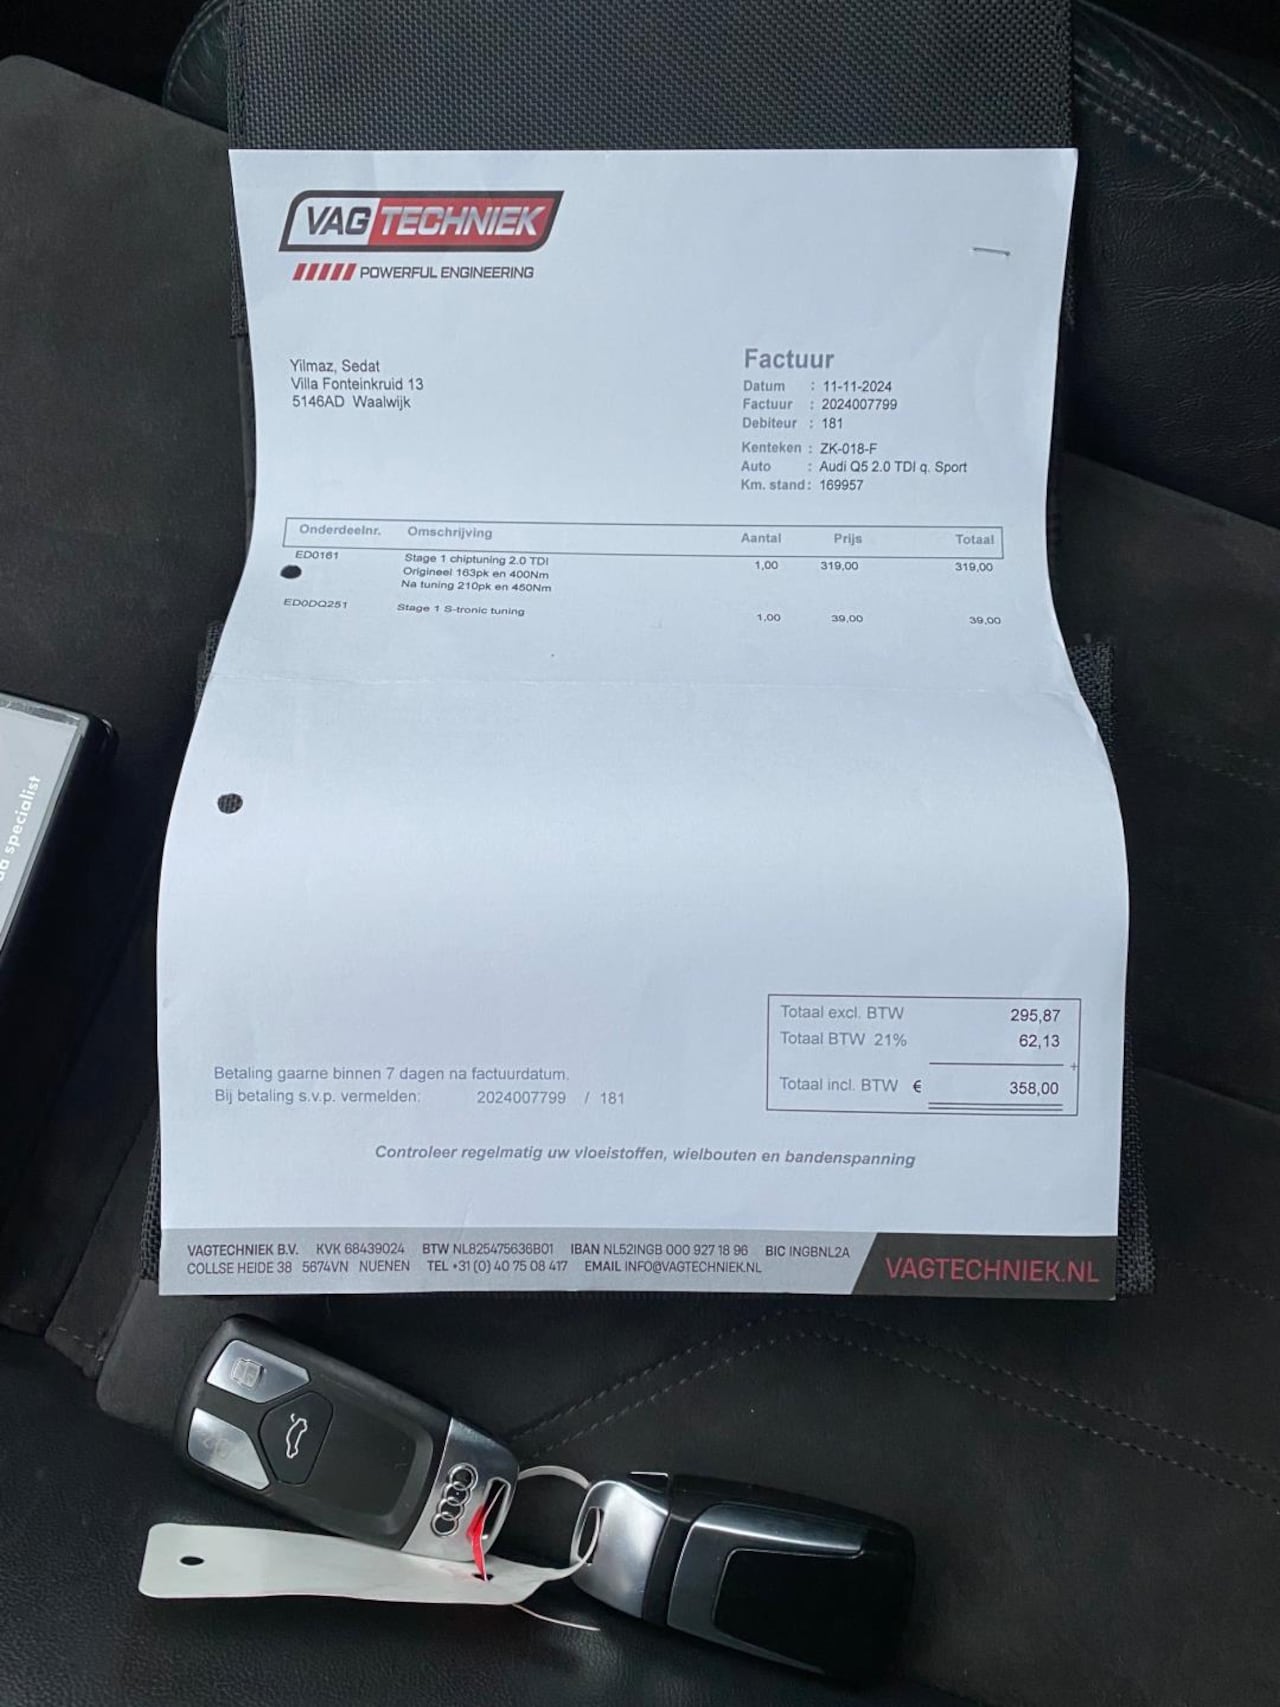 VAGTECHNIEK
POWERFUL ENGINEERING
Yilmaz, Sedat
Villa Fonteinkruid 13
5146AD Waalwijk
Factuur
Datum : 11-11-2024
Factuur : 2024007799
Debiteur : 181
Kenteken : ZK-018-F
Auto : Audi Q5 2.0 TDI q. Sport
Km. stand : 169957
Onderdeelnr. Omschrijving Aantal Prijs Totaal
ED0161 Stage 1 chiptuning 2.0 TDI 1,00 319,00 319,00
Origineel 163pk en 400Nm
Na tuning 210pk en 450Nm
ED0DQ251 Stage 1 S-tronic tuning 1,00 39,00 39,00
Totaal excl. BTW 295,87
Totaal BTW 21% 62,13
+
Totaal incl. BTW € 358,00
Betaling gaarne binnen 7 dagen na factuurdatum.
Bij betaling s.v.p. vermelden: 2024007799 / 181
Controleer regelmatig uw vloeistoffen, wielbouten en bandenspanning
VAGTECHNIEK B.V. KVK 68439024 BTW NL825475636B01 IBAN NL52INGB 000 927 18 96 BIC INGBNL2A
COLLSE HEIDE 38 5674VN NUENEN TEL +31 (0) 40 75 08 417 EMAIL INFO@VAGTECHNIEK.NL
VAGTECHNIEK.NL
specialist